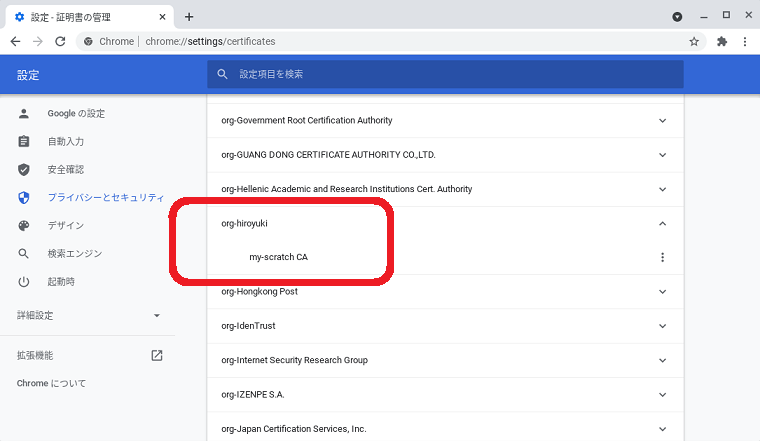 設定 - 証明書の管理
Chrome | chrome://settings/certificates
設定
設定項目を検索
Google の設定
自動入力
安全確認
プライバシーとセキュリティ
デザイン
検索エンジン
起動時
詳細設定
拡張機能
Chrome について
org-Government Root Certification Authority
org-GUANG DONG CERTIFICATE AUTHORITY CO.,LTD.
org-Hellenic Academic and Research Institutions Cert. Authority
org-hiroyuki
my-scratch CA
org-Hongkong Post
org-IdenTrust
org-Internet Security Research Group
org-IZENPE S.A.
org-Japan Certification Services, Inc.